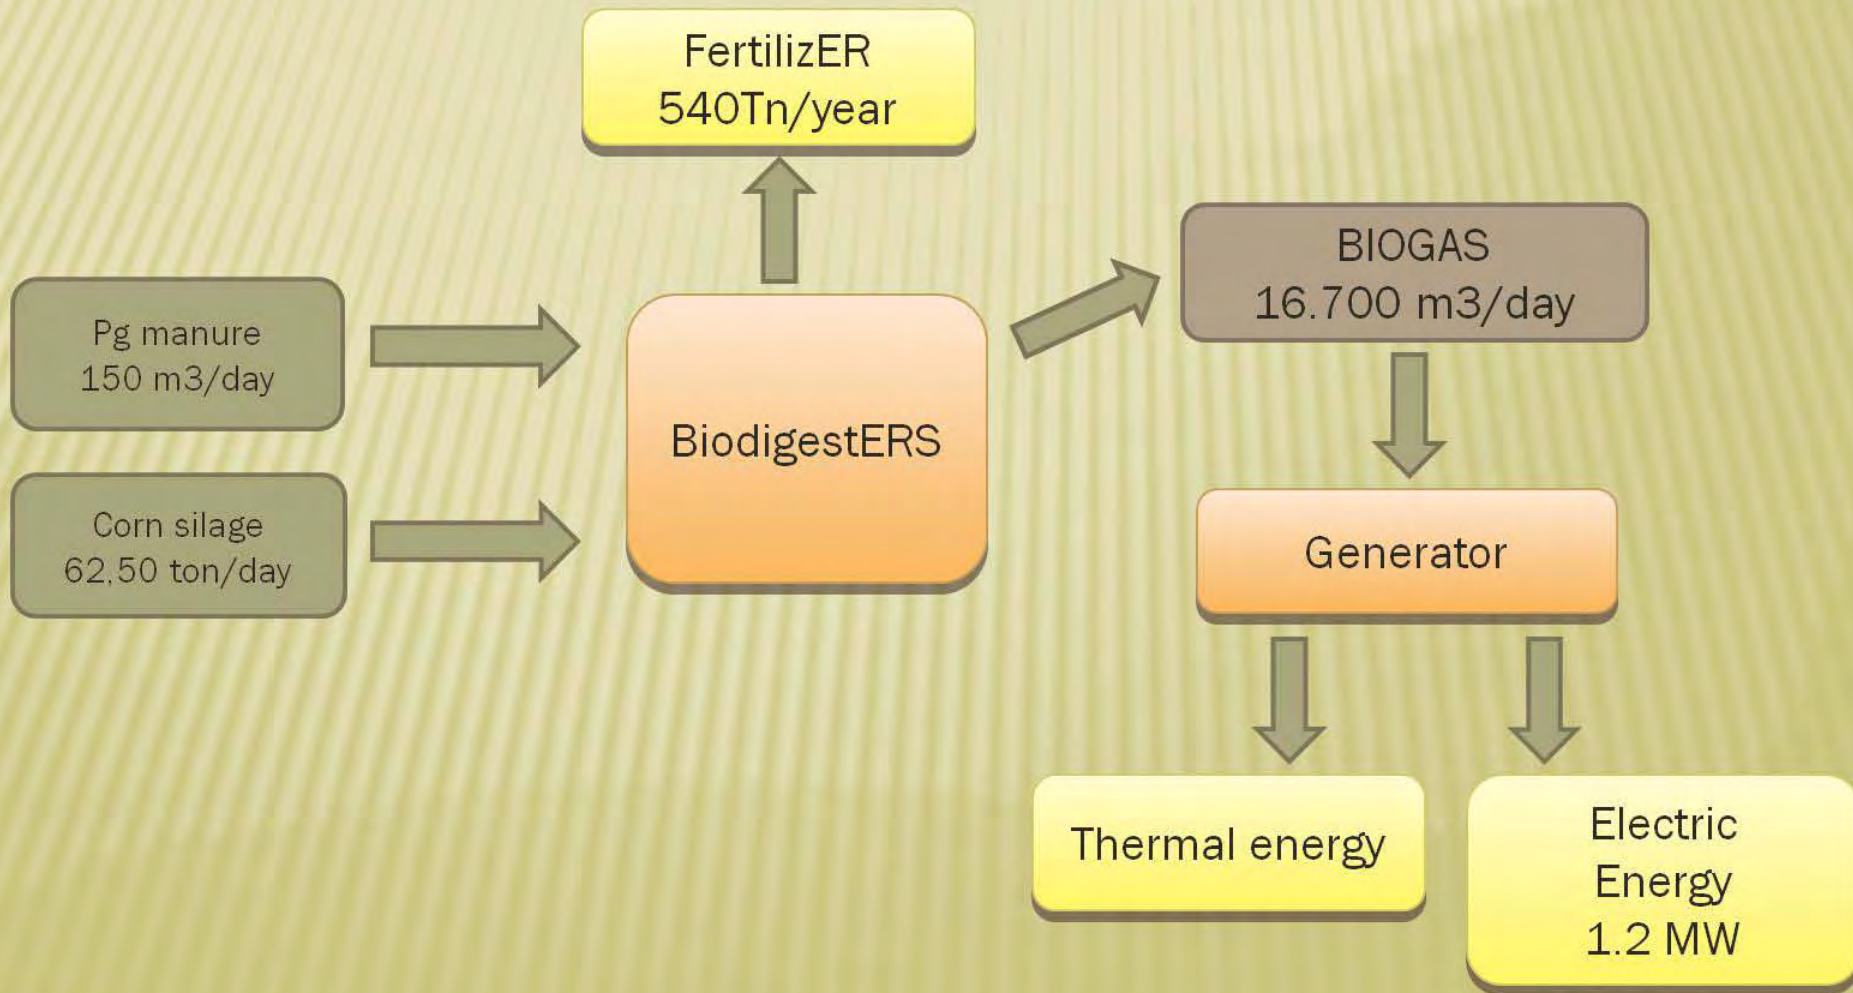 FertilizER
540Tn/year
BIOGAS
16.700 m3/day
Pg manure
150 m3/day
BiodigestERS
Corn silage
62,50 ton/day
Generator
Thermal energy
Electric
Energy
1.2 MW